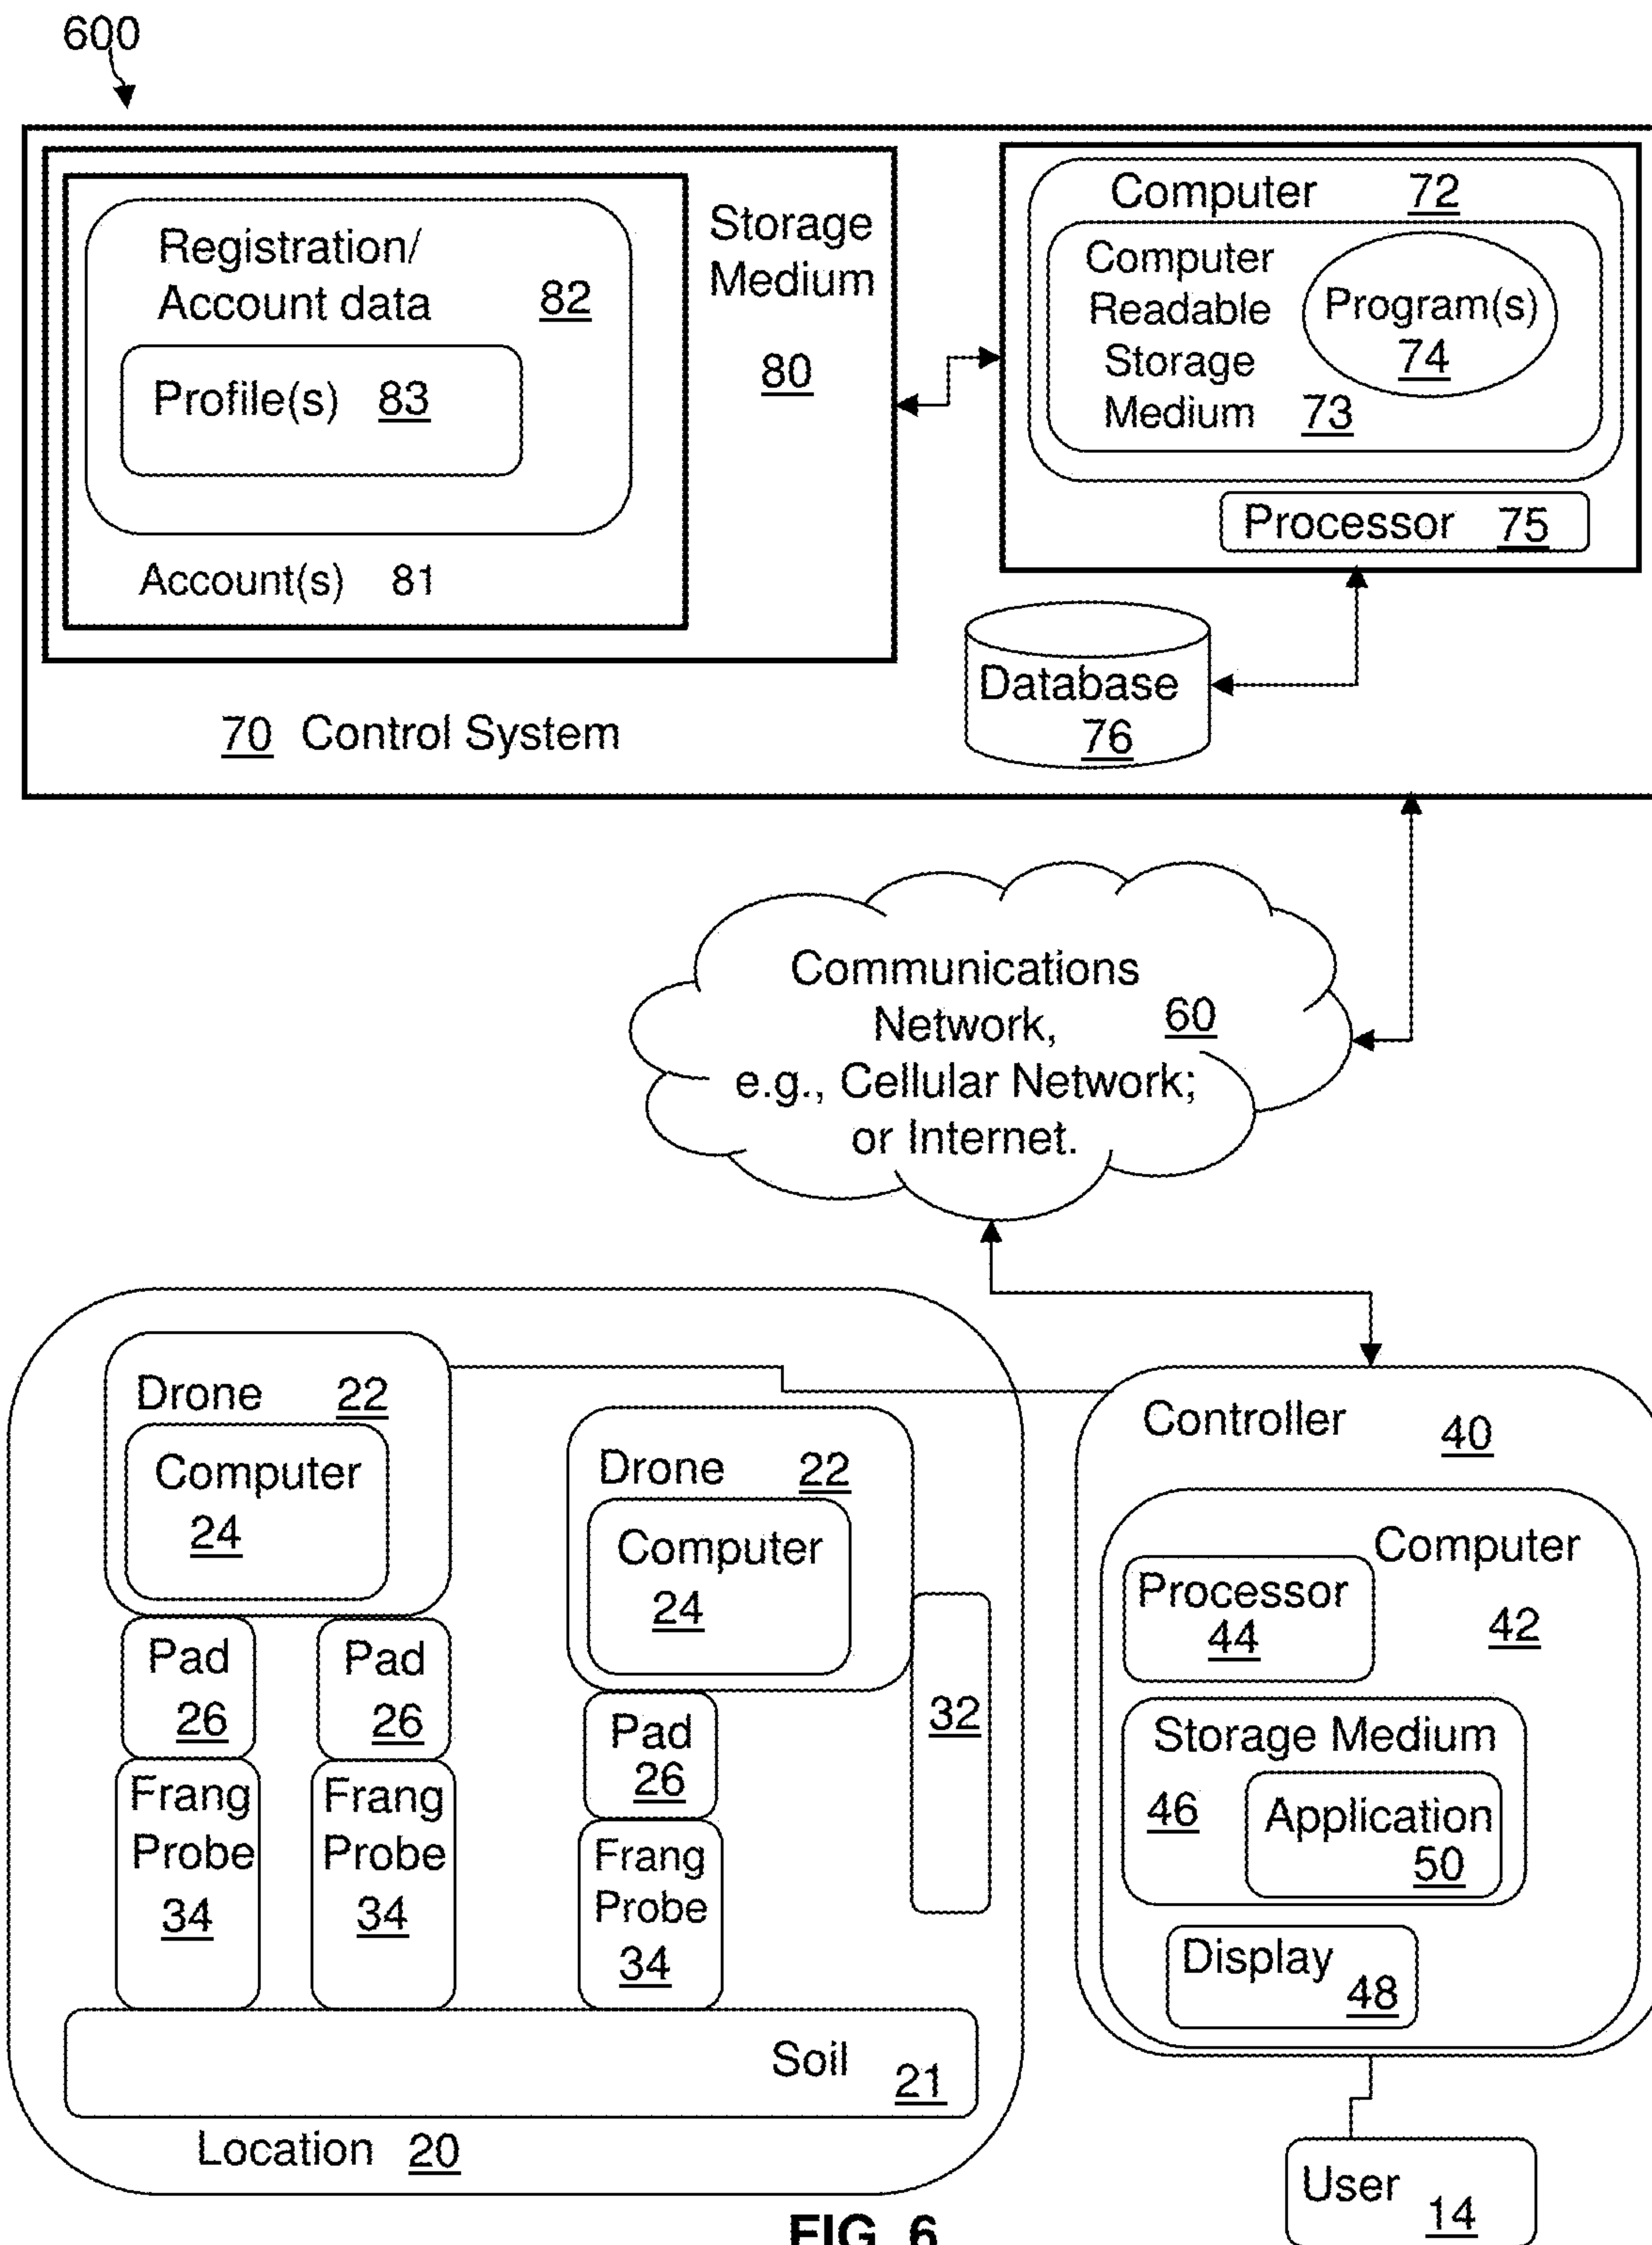 600
Registration/
Account data 82
Profile(s) 83
Account(s) 81
Storage
Medium
80
Computer 72
Computer
Readable
Storage
Medium 73
Program(s)
74
Processor 75
Database
76
70 Control System
Communications
Network, 60
e.g., Cellular Network;
or Internet.
Drone 22
Computer
24
Pad
26
Pad
26
Frang
Probe
34
Frang
Probe
34
Drone 22
Computer
24
Pad
26
Frang
Probe
34
32
Soil 21
Location 20
Controller 40
Computer
42
Processor
44
Storage Medium
46
Application
50
Display
48
User 14
FIG. 6